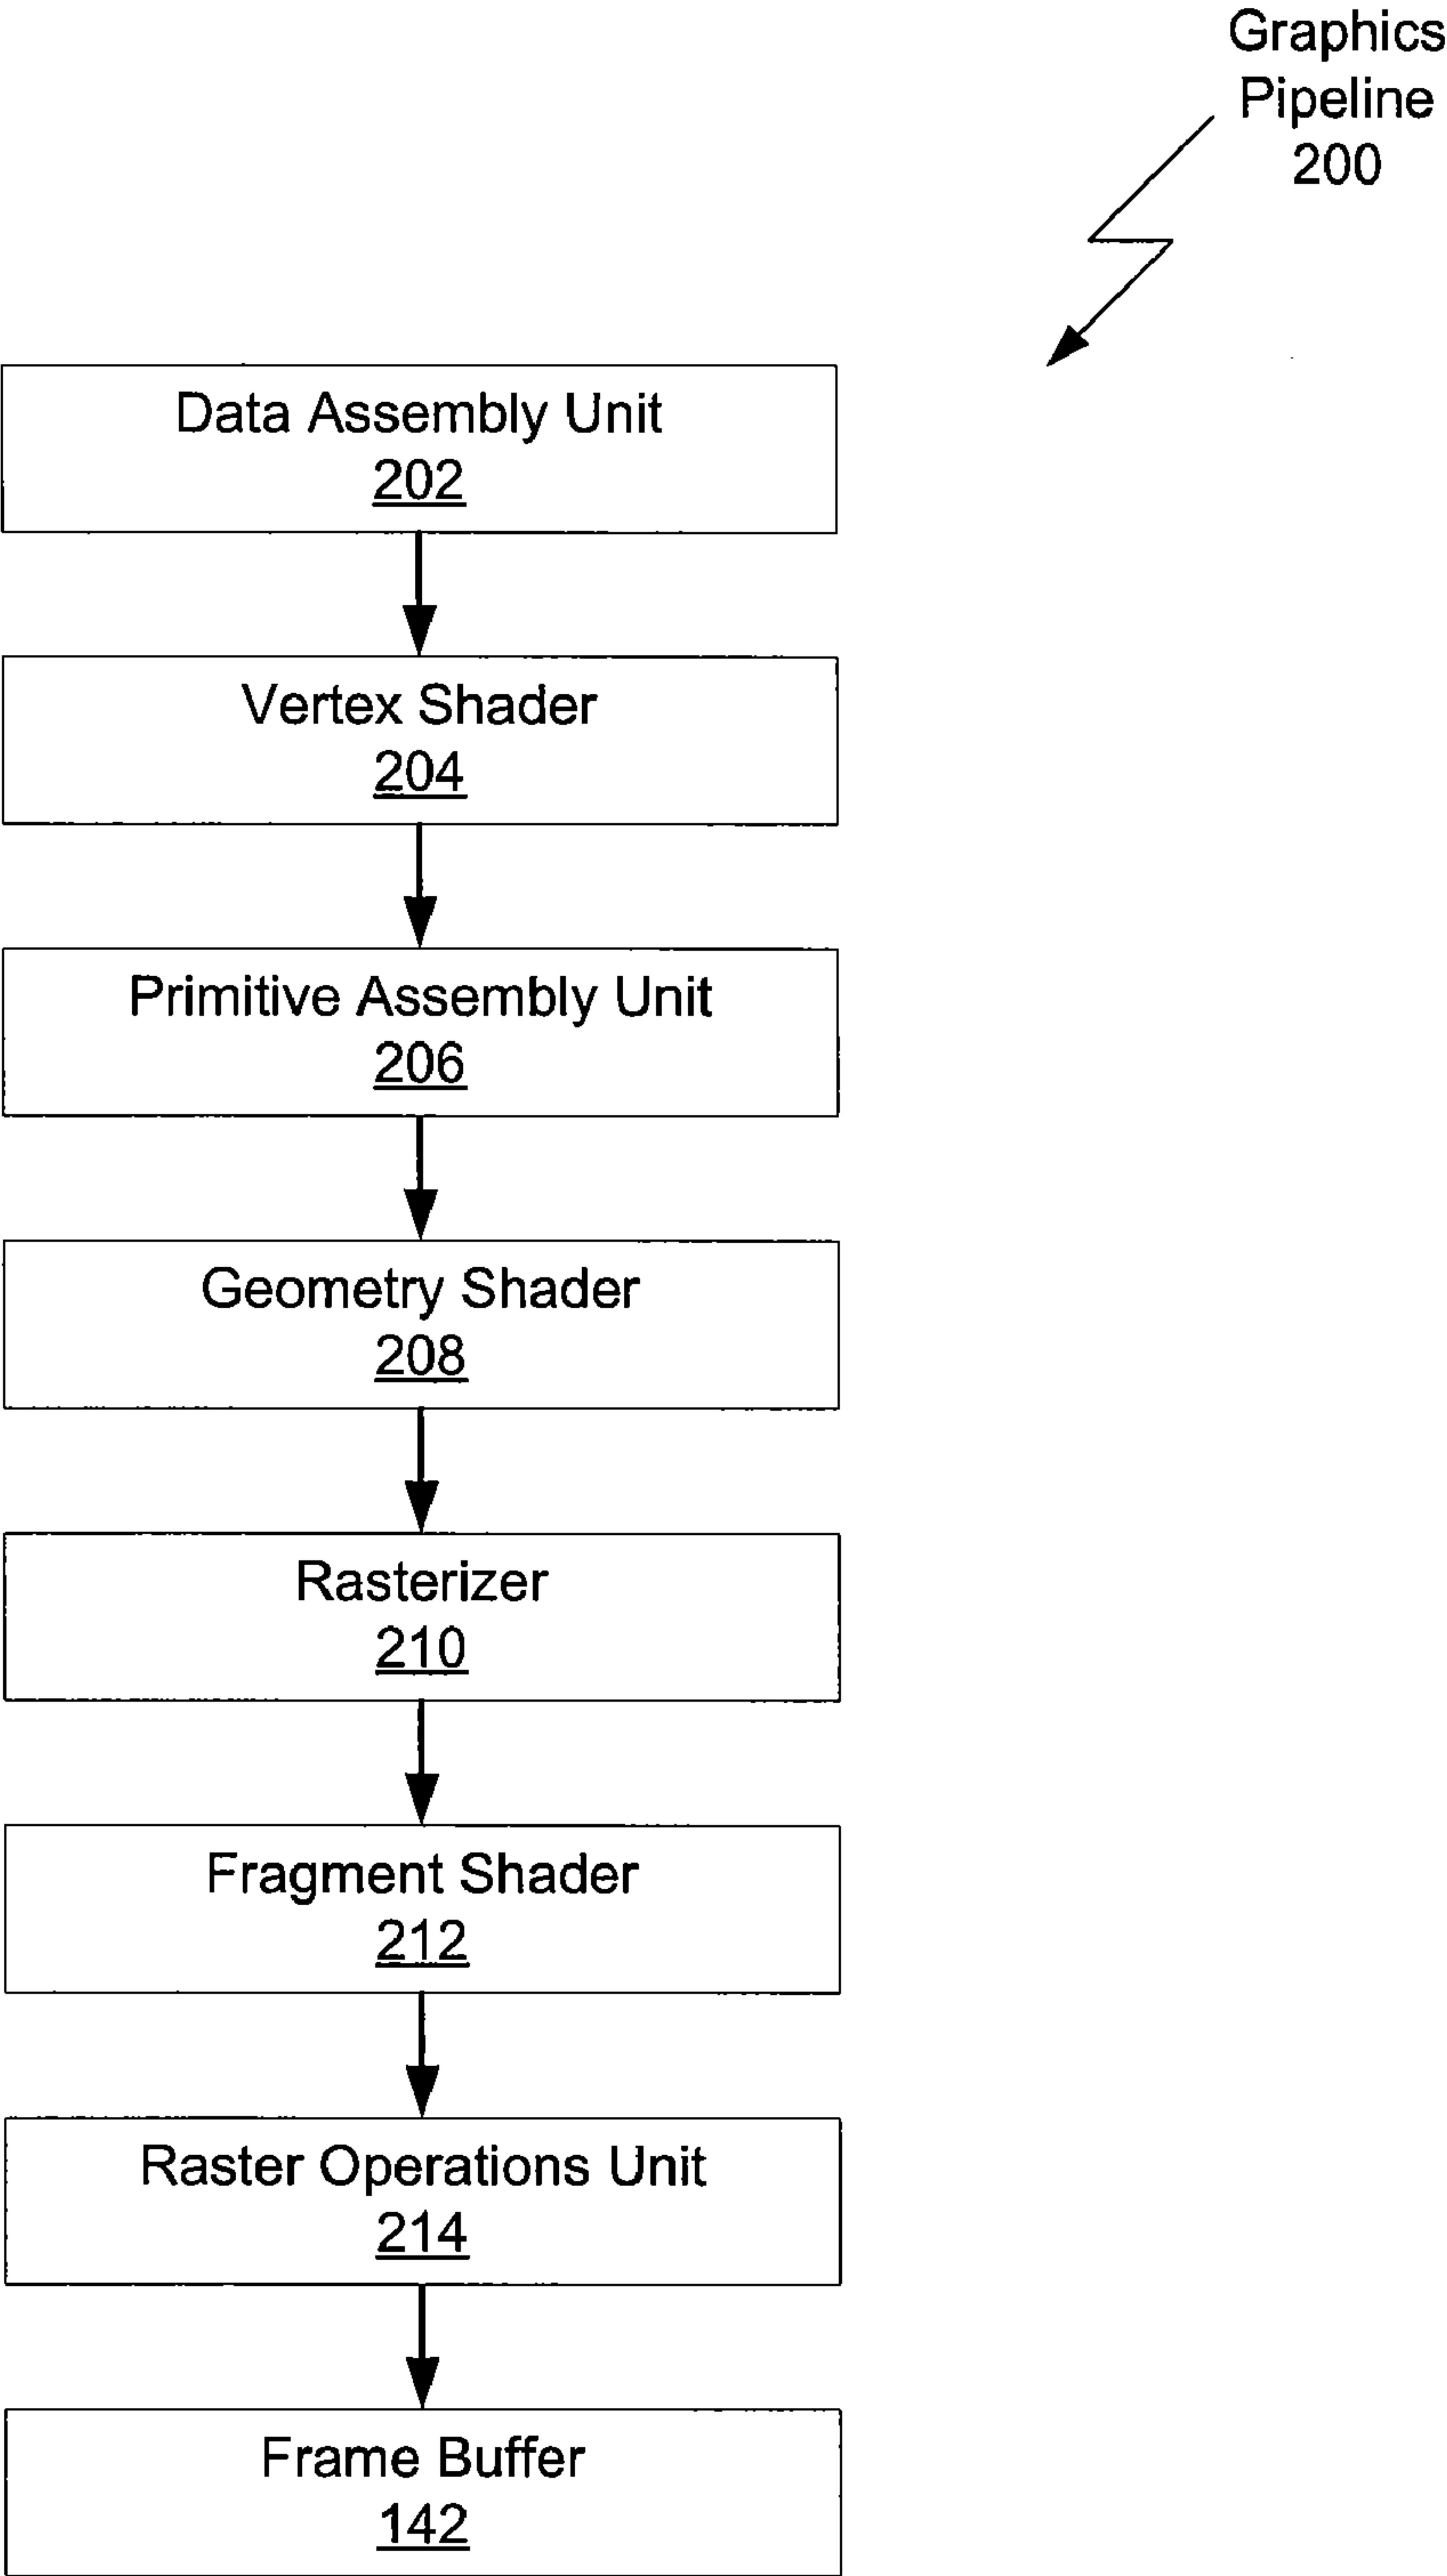 Graphics
Pipeline
200
Data Assembly Unit
202
Vertex Shader
204
Primitive Assembly Unit
206
Geometry Shader
208
Rasterizer
210
Fragment Shader
212
Raster Operations Unit
214
Frame Buffer
142